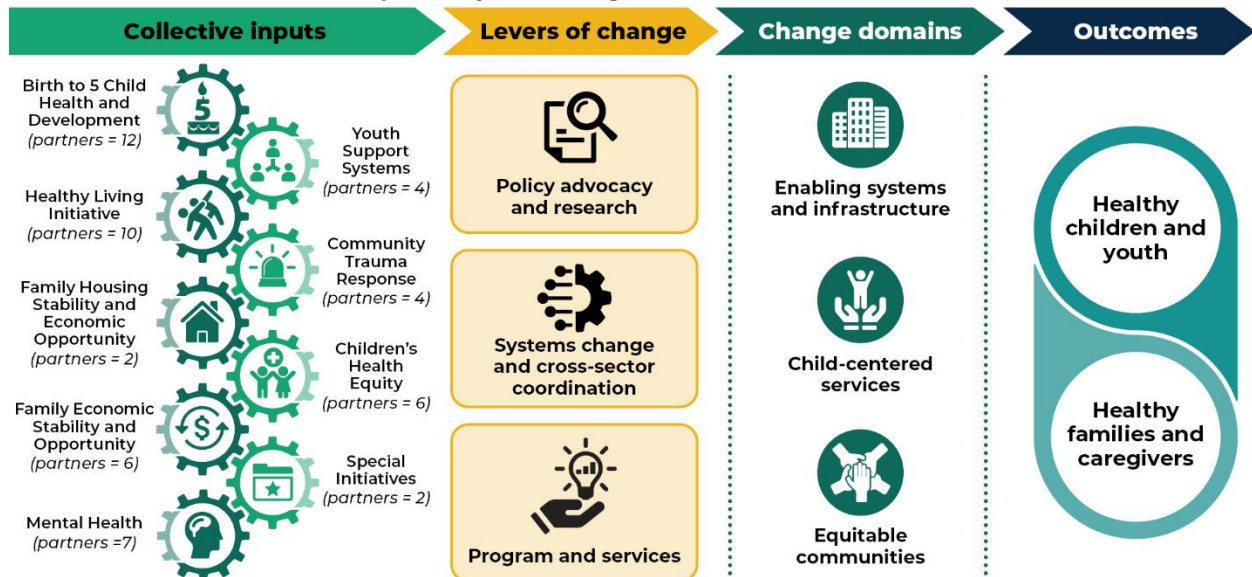 Collective inputs
Levers of change
Change domains
Outcomes
Birth to 5 Child
Health and
Development
(partners = 12)
5
Youth
Support
Systems
(partners = 4)
Healthy Living
Initiative
(partners = 10)
Community
Trauma
Response
(partners = 4)
Family Housing
Stability and
Economic
Opportunity
(partners = 2)
Children's
Health
Equity
(partners = 6)
Family Economic
Stability and
Opportunity
(partners = 6)
$
Special
Initiatives
(partners = 2)
Mental Health
(partners =7)
Policy advocacy
and research
Systems change
and cross-sector
coordination
Program and services
Enabling systems
and infrastructure
Child-centered
services
Equitable
communities
Healthy
children and
youth
Healthy
families and
caregivers